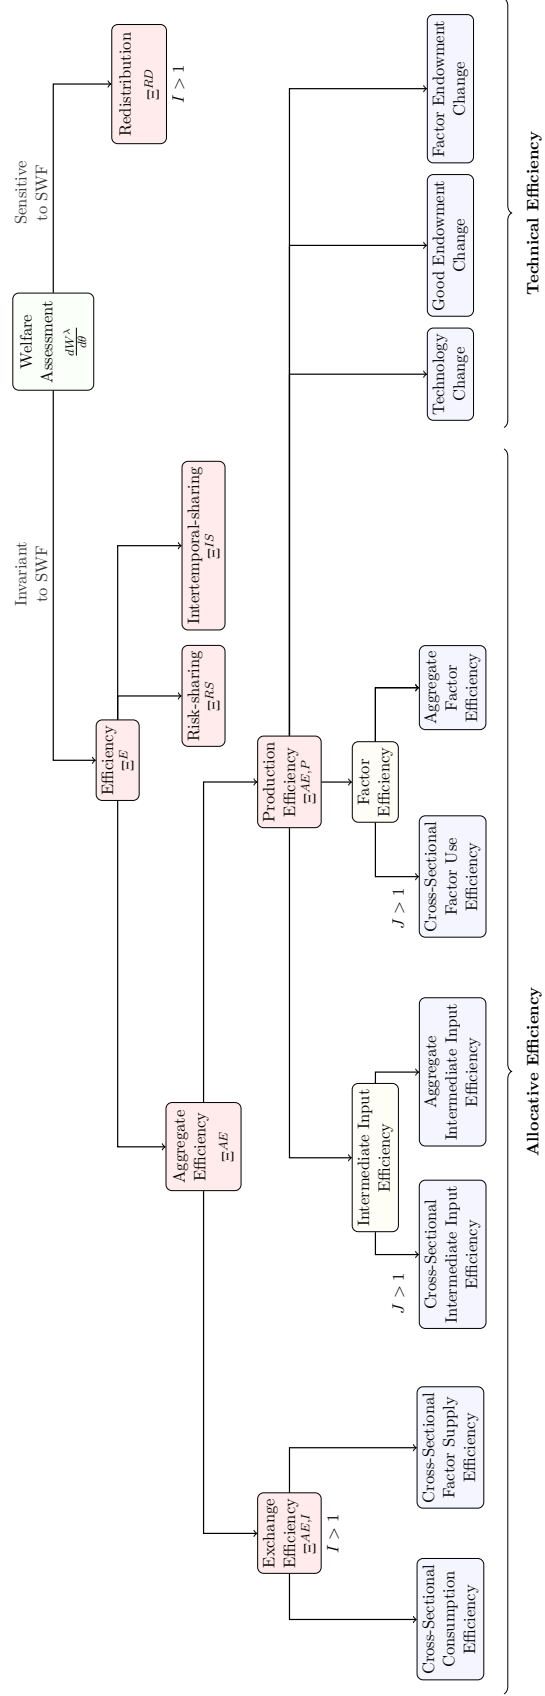 Welfare
Assessment
dW^λ/dθ
Invariant
to SWF
Sensitive
to SWF
Efficiency
Ξ^E
Redistribution
Ξ^{RD}
I > 1
Aggregate
Efficiency
Ξ^{AE}
Risk-sharing
Ξ^{RS}
Intertemporal-sharing
Ξ^{IS}
Exchange
Efficiency
Ξ^{AE,I}
I > 1
Production
Efficiency
Ξ^{AE,P}
Intermediate Input
Efficiency
Factor
Efficiency
J > 1
J > 1
Cross-Sectional
Consumption
Efficiency
Cross-Sectional
Factor Supply
Efficiency
Cross-Sectional
Intermediate Input
Efficiency
Aggregate
Intermediate Input
Efficiency
Cross-Sectional
Factor Use
Efficiency
Aggregate
Factor
Efficiency
Technology
Change
Good Endowment
Change
Factor Endowment
Change
Allocative Efficiency
Technical Efficiency